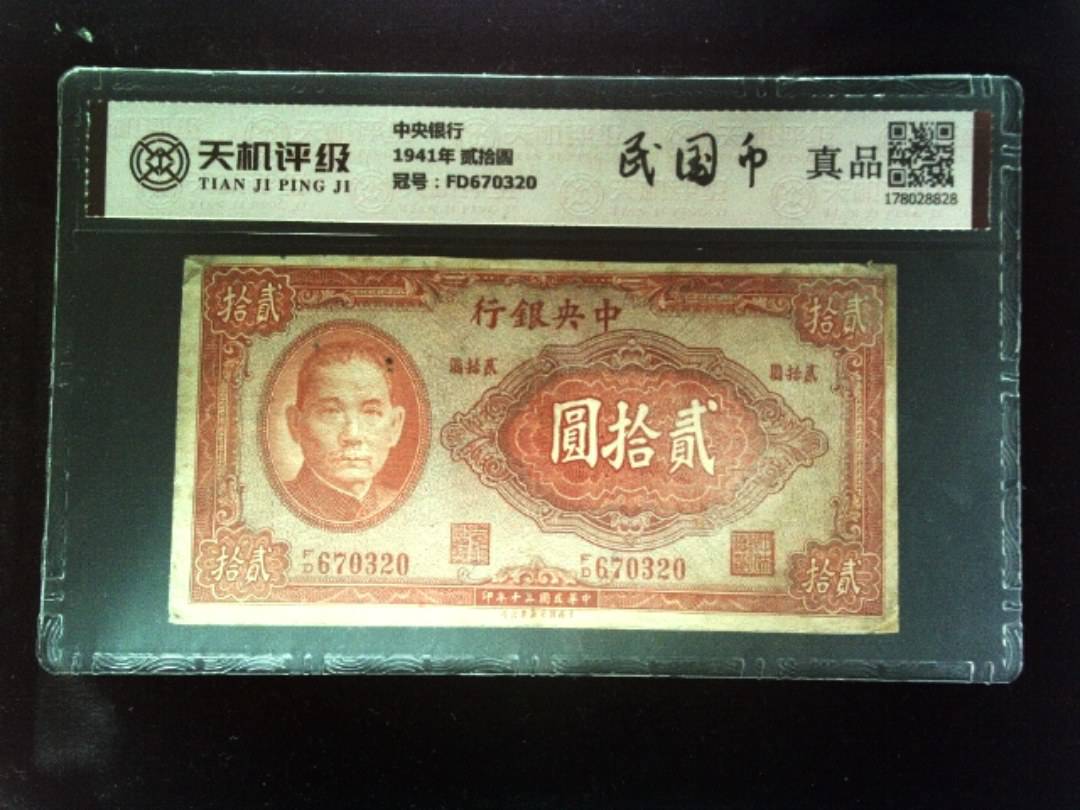 天机评级
TIAN JI PING JI
中央银行
1941年 贰拾圆
冠号：FD670320
民国币
真品
178028828
拾貳
行銀央中
拾貳
圓拾貳
圓拾貳
圓拾貳
F/D 670320
F/D 670320
拾貳
印年十三國民華中
拾貳